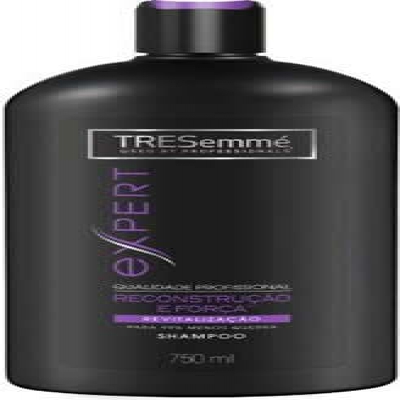 TRESemmé
USED BY PROFESSIONALS
eXPERT
QUALIDADE PROFISSIONAL
RECONSTRUÇÃO
E FORÇA
REVITALIZAÇÃO
SHAMPOO
750 ml